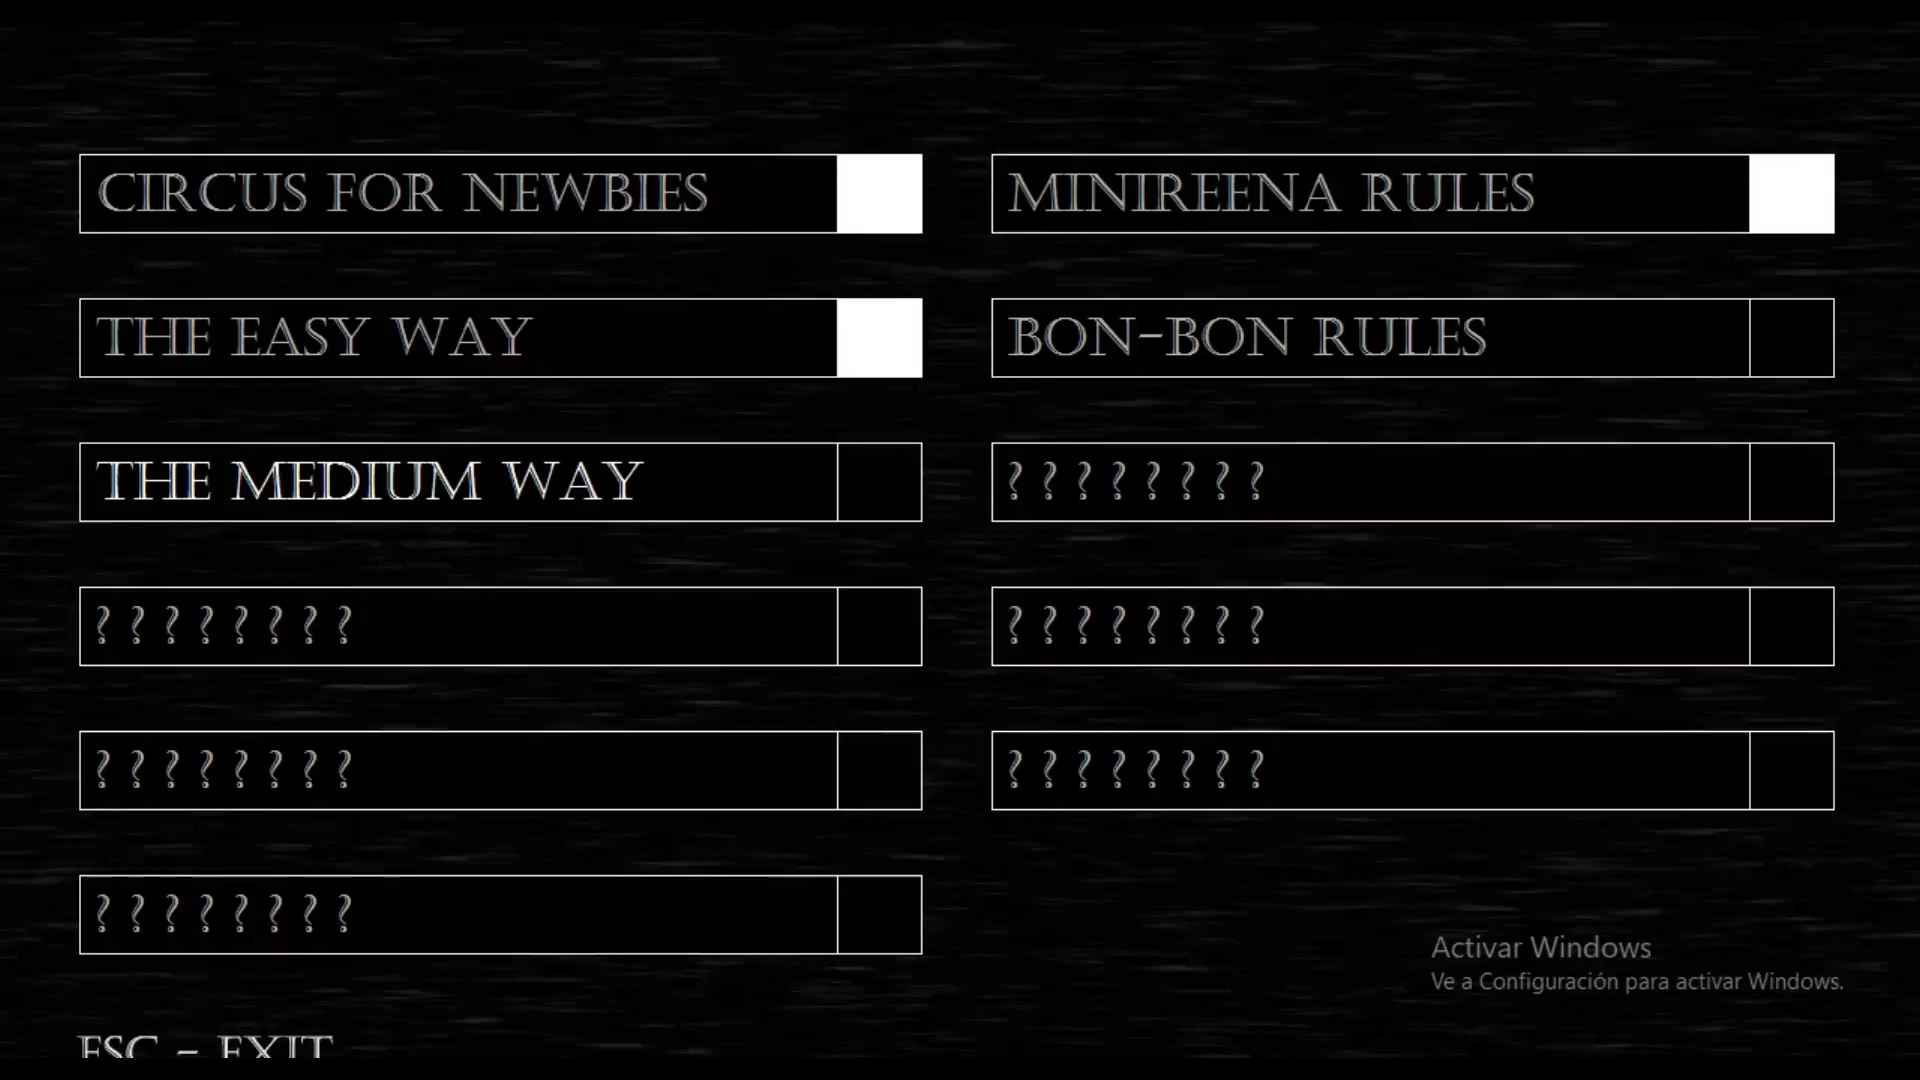 CIRCUS FOR NEWBIES
MINIREENA RULES
THE EASY WAY
BON-BON RULES
THE MEDIUM WAY
? ? ? ? ? ? ? ?
? ? ? ? ? ? ? ?
? ? ? ? ? ? ? ?
? ? ? ? ? ? ? ?
? ? ? ? ? ? ? ?
? ? ? ? ? ? ? ?
Activar Windows
Ve a Configuración para activar Windows.
ESC - EXIT